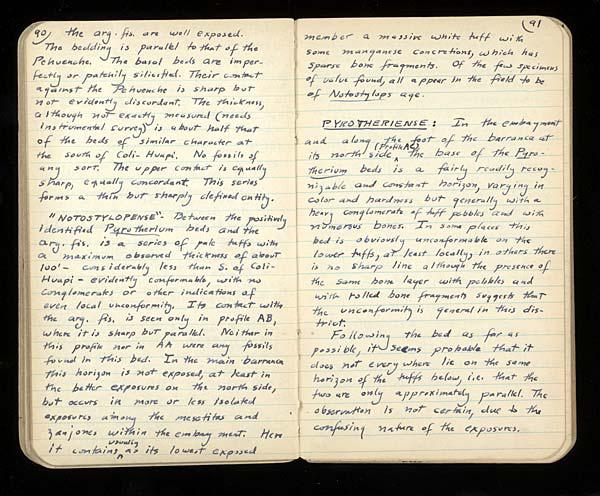 90) the arg. fis. are well exposed.
The bedding is parallel to that of the
Pehuenche. The basal beds are imper-
fectly or patchily silicified. Their contact
against the Pehuenche is sharp but
not evidently discordant. The thickness,
although not exactly measured (needs
instrumental survey) is about half that
of the beds of similar character at
the south of Coli-Huapi. No fossils of
any sort. The upper contact is equally
sharp, equally concordant. This series
forms a thin but sharply defined entity.
"NOTOSTYLOPENSE". Between the positively
identified Pyrotherium beds and the
arg. fis. is a series of pale tuffs with
a maximum observed thickness of about
100' - considerably less than S. of Coli-
Huapi - evidently conformable, with no
conglomerates or other indications of
even local unconformity. Its contact with
the arg. fis. is seen only in profile AB,
where it is sharp but parallel. Neither in
this profile nor in AA were any fossils
found in this bed. In the main barranca
this horizon is not exposed, at least in
the better exposures on the north side,
but occurs in more or less isolated
exposures among the mesetitas and
zanjones within the embayment. Here
it contains usually as its lowest exposed
91
member a massive white tuff with
some manganese concretions, which has
sparse bone fragments. Of the few specimens
of value found, all appear in the field to be
of Notostylops age.
PYROTHERIENSE: In the embayment
and along the foot of the barranca at
its north side (Profile AC) the base of the Pyro-
therium beds is a fairly readily recog-
nizable and constant horizon, varying in
color and hardness but generally with a
heavy conglomerate of tuff pebbles and with
numerous bones. In some places this
bed is obviously unconformable on the
lower tuffs, at least locally; in others there
is no sharp line although the presence of
the same bone layer with pebbles and
with rolled bone fragments suggests that
the unconformity is general in this dis-
trict.
Following the bed as far as
possible, it seems probable that it
does not everywhere lie on the same
horizon of the tuffs below, i.e. that the
two are only approximately parallel. The
observation is not certain, due to the
confusing nature of the exposures.